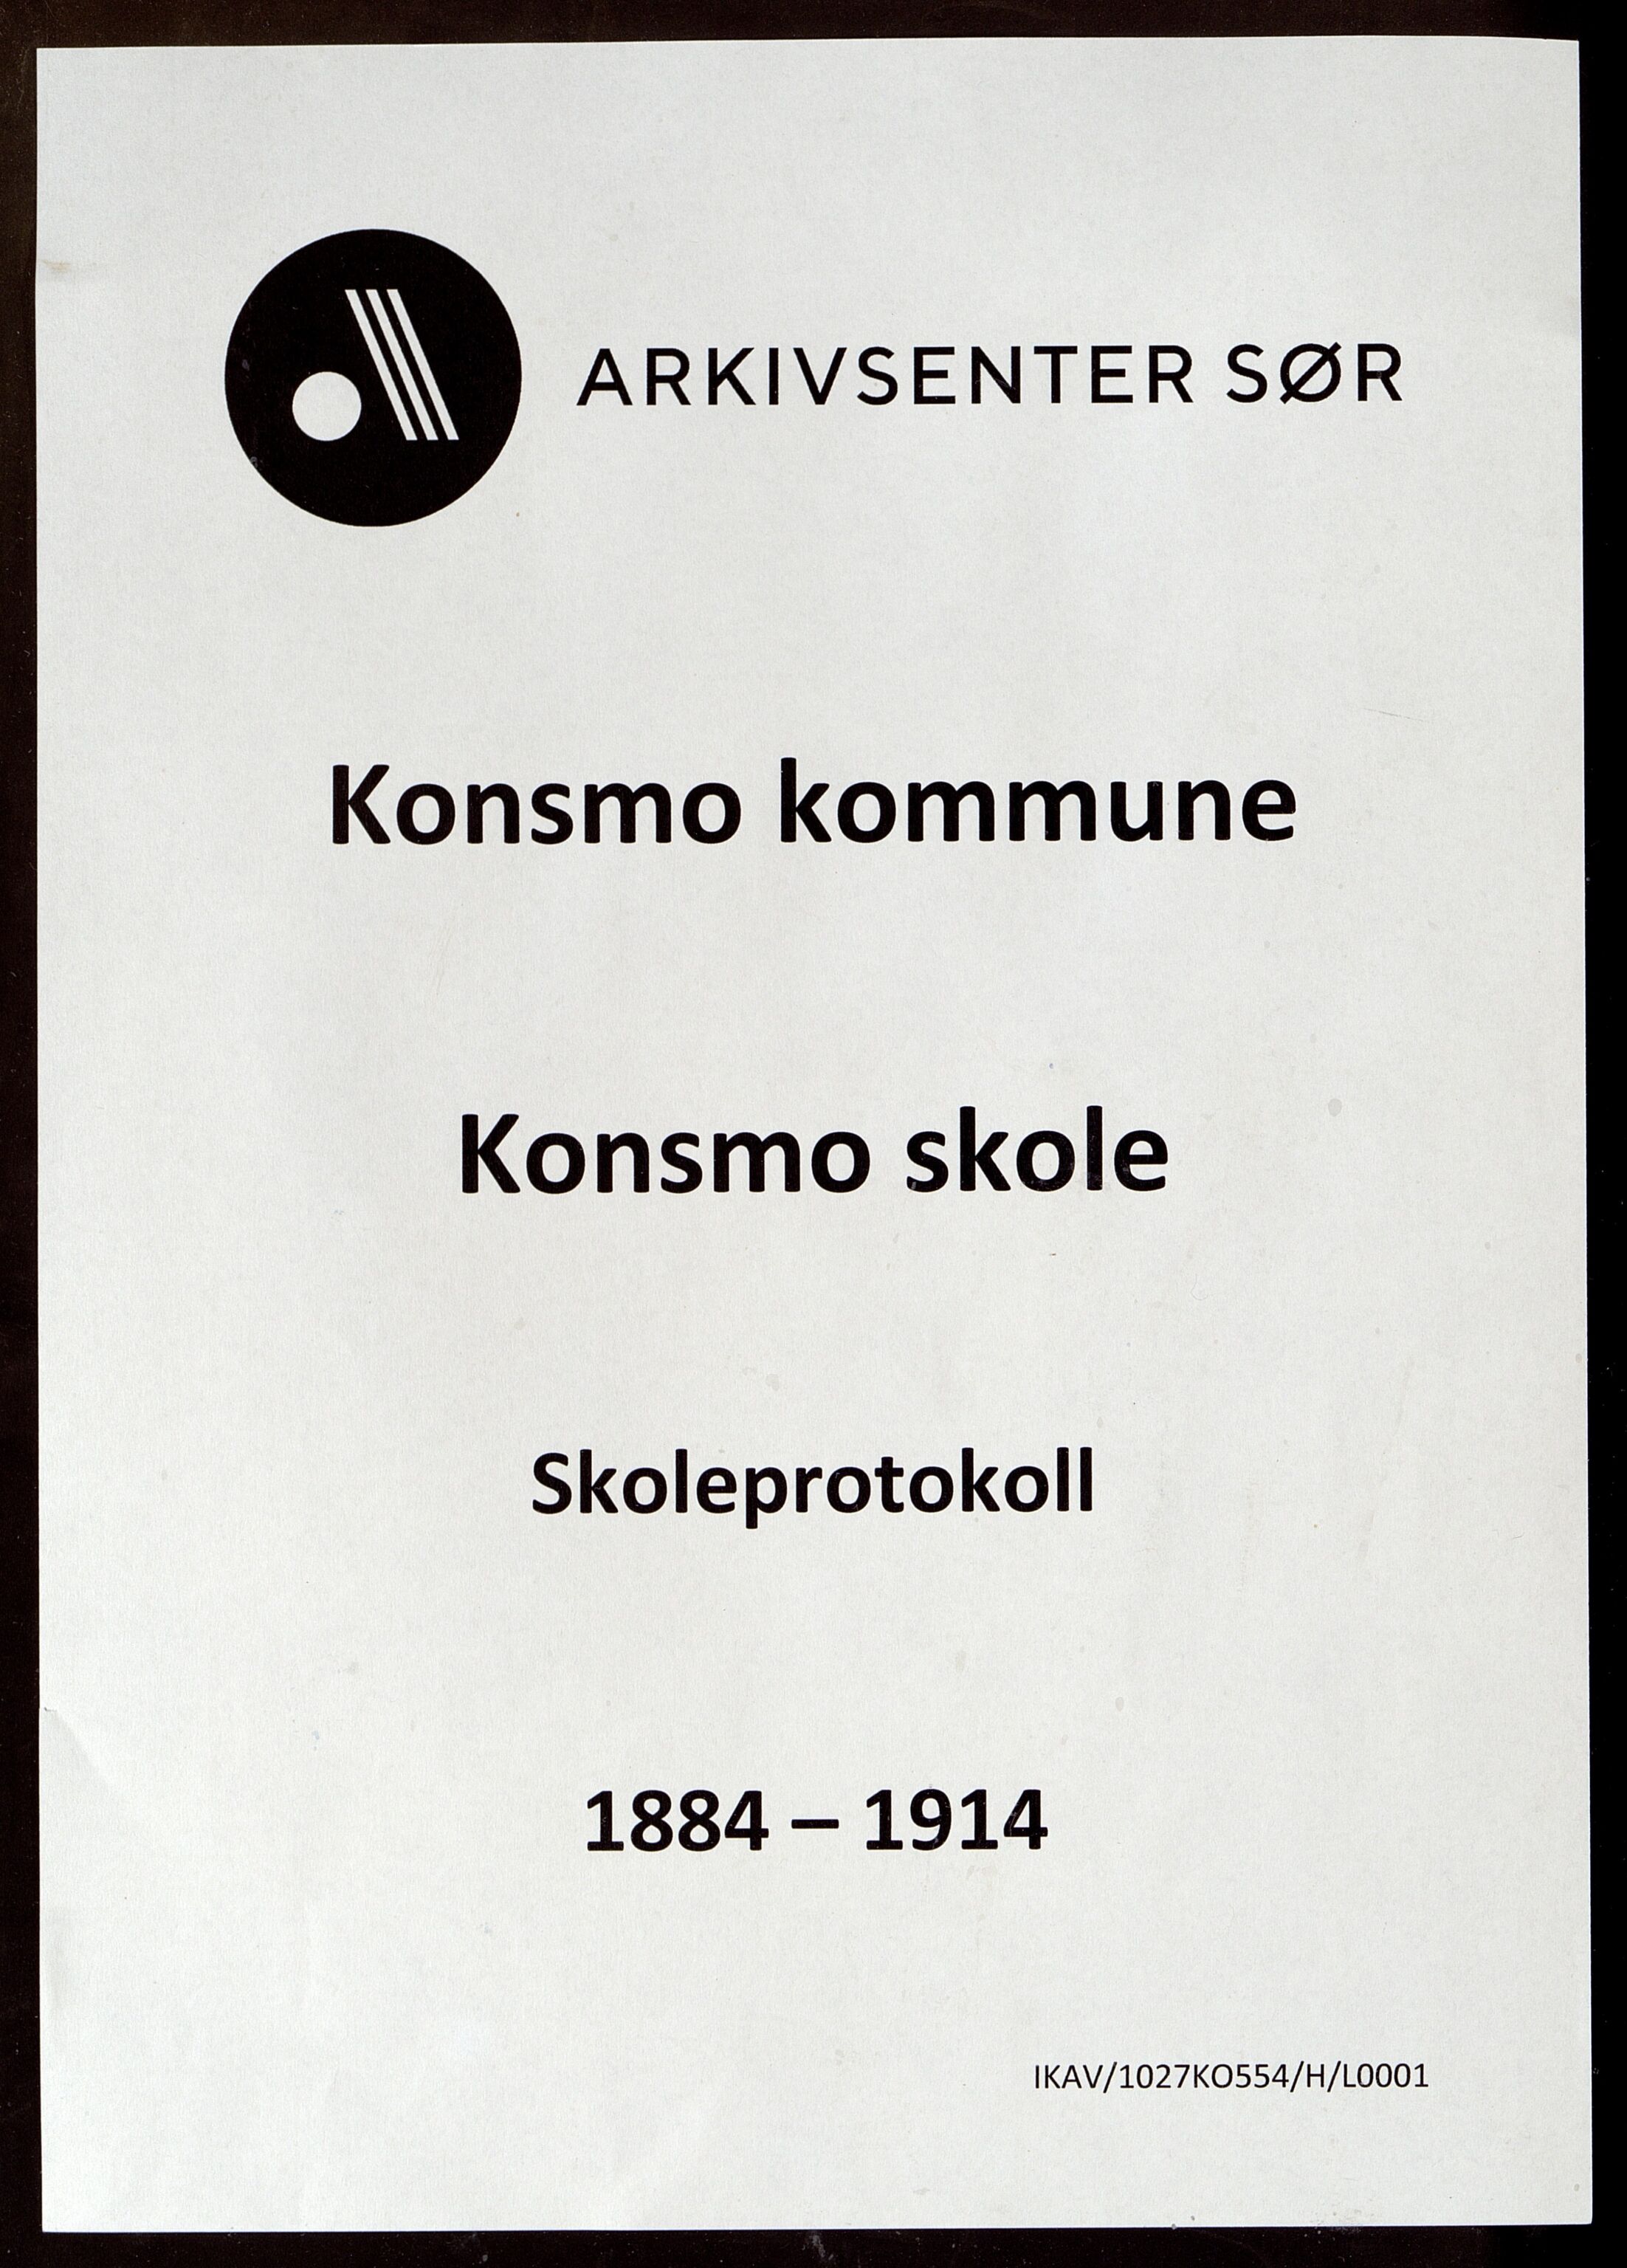 ARKIVSENTER SØR
Konsmo kommune
Konsmo skole
Skoleprotokoll
1884 – 1914
IKAV/1027KO554/H/L0001